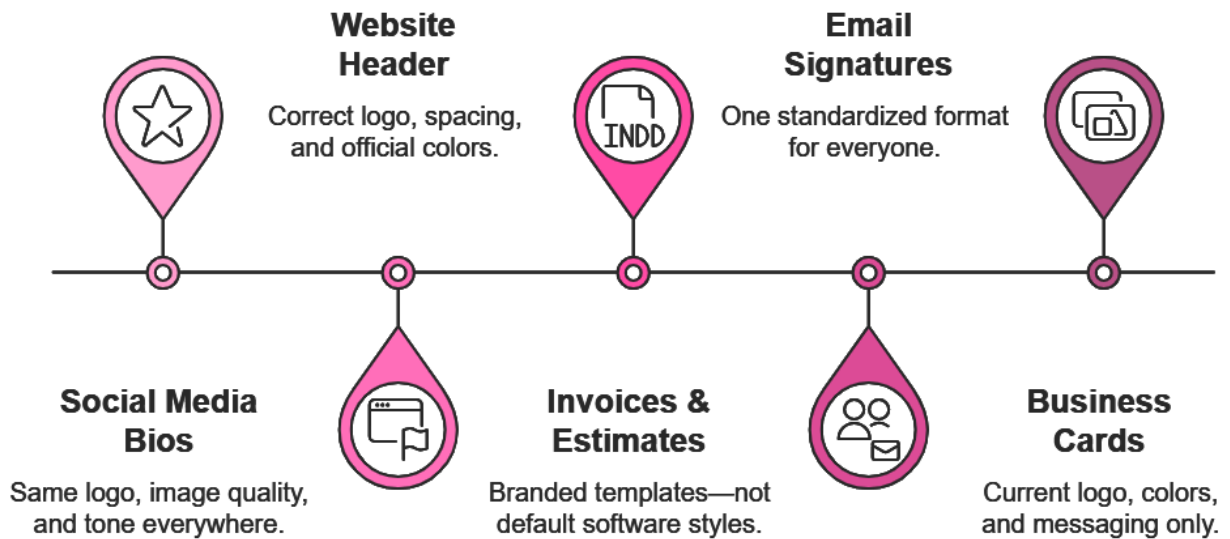 Website
Header
Correct logo, spacing,
and official colors.
Email
Signatures
One standardized format
for everyone.
INDD
Social Media
Bios
Same logo, image quality,
and tone everywhere.
Invoices &
Estimates
Branded templates—not
default software styles.
Business
Cards
Current logo, colors,
and messaging only.